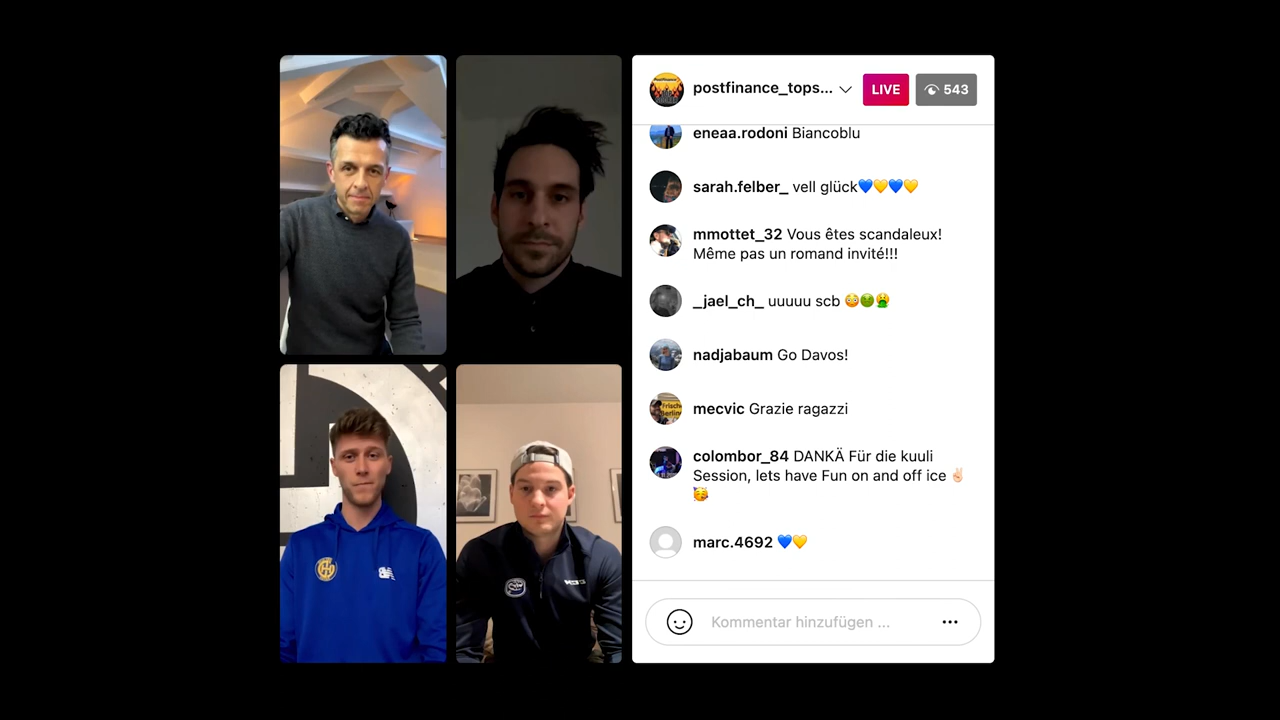 postfinance_tops...
LIVE
543
eneaa.rodoni Biancoblu
sarah.felber_ vell glück💙💛💙💛
mmottet_32 Vous êtes scandaleux!
Même pas un romand invité!!!
_jael_ch_ uuuuu scb 😳🤢🤮
nadjabaum Go Davos!
mecvic Grazie ragazzi
colombor_84 DANKÄ Für die kuuli
Session, lets have Fun on and off ice ✌🏻
🥳
marc.4692 💙💛
Kommentar hinzufügen ...